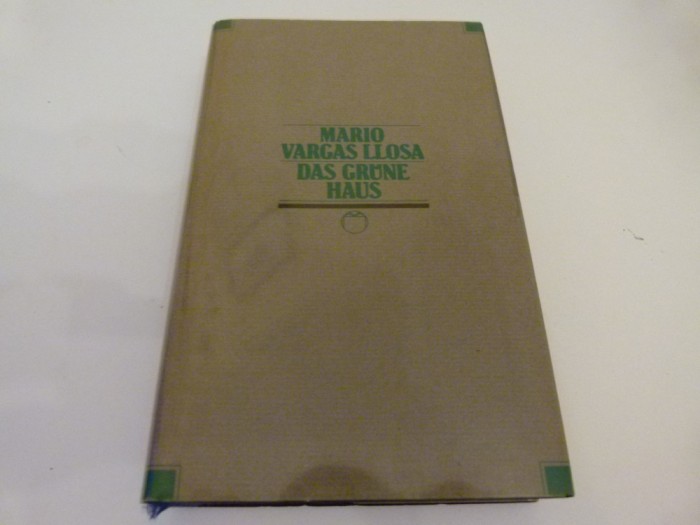 MARIO
VARGAS LLOSA
DAS GRÜNE
HAUS